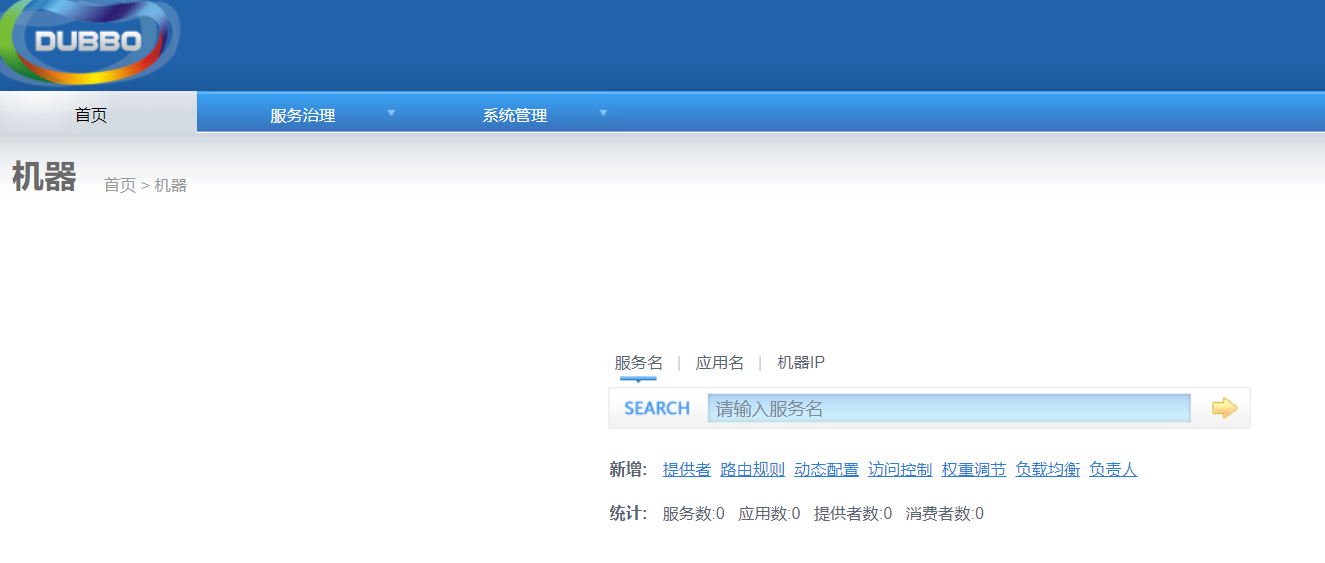 DUBBO
首页 服务治理 系统管理
机器 首页 > 机器
服务名 | 应用名 | 机器IP
SEARCH 请输入服务名
新增: 提供者 路由规则 动态配置 访问控制 权重调节 负载均衡 负责人
统计: 服务数:0 应用数:0 提供者数:0 消费者数:0